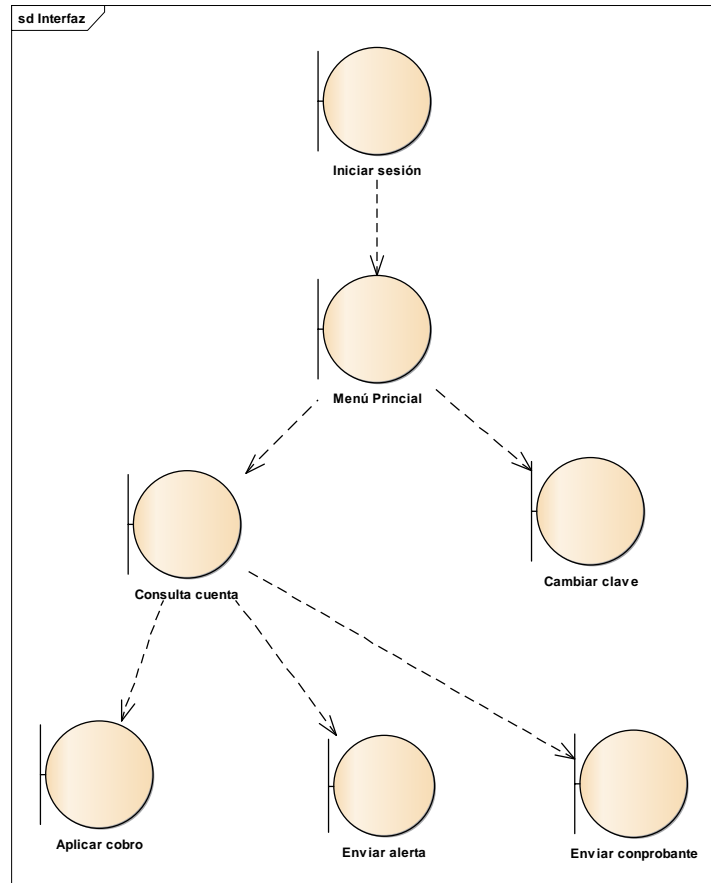 sd Interfaz
Iniciar sesión
Menú Princial
Consulta cuenta
Cambiar clave
Aplicar cobro
Enviar alerta
Enviar conprobante